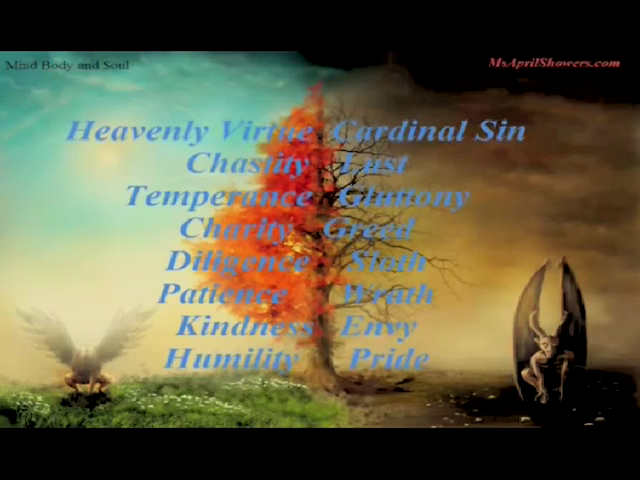 Mind Body and Soul
MsAprilShowers.com
Heavenly Virtue Cardinal Sin
Chastity Lust
Temperance Gluttony
Charity Greed
Diligence Sloth
Patience Wrath
Kindness Envy
Humility Pride